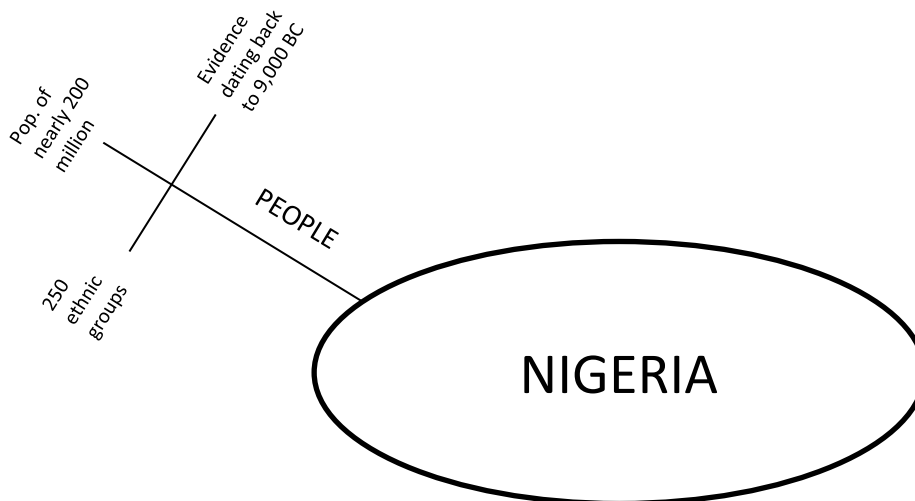 Evidence
dating back
to 9,000 BC
Pop. of
nearly 200
million
PEOPLE
250
ethnic
groups
NIGERIA